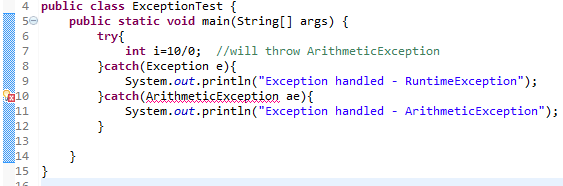 4 public class ExceptionTest {
5 public static void main(String[] args) {
6 try{
7 int i=10/0; //will throw ArithmeticException
8 }catch(Exception e){
9 System.out.println("Exception handled - RuntimeException");
10 }catch(ArithmeticException ae){
11 System.out.println("Exception handled - ArithmeticException");
12 }
13
14 }
15 }
16